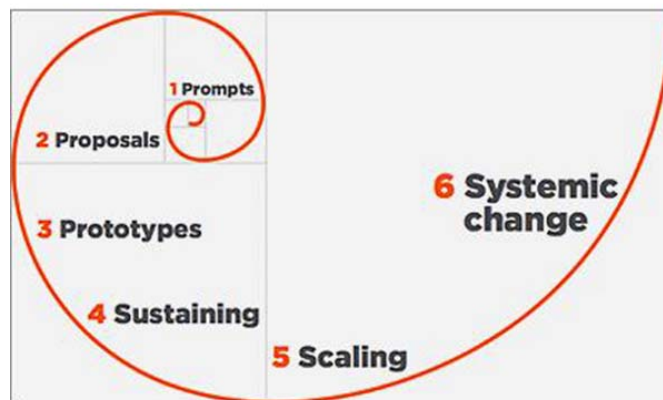 1 Prompts
2 Proposals
3 Prototypes
4 Sustaining
5 Scaling
6 Systemic
change